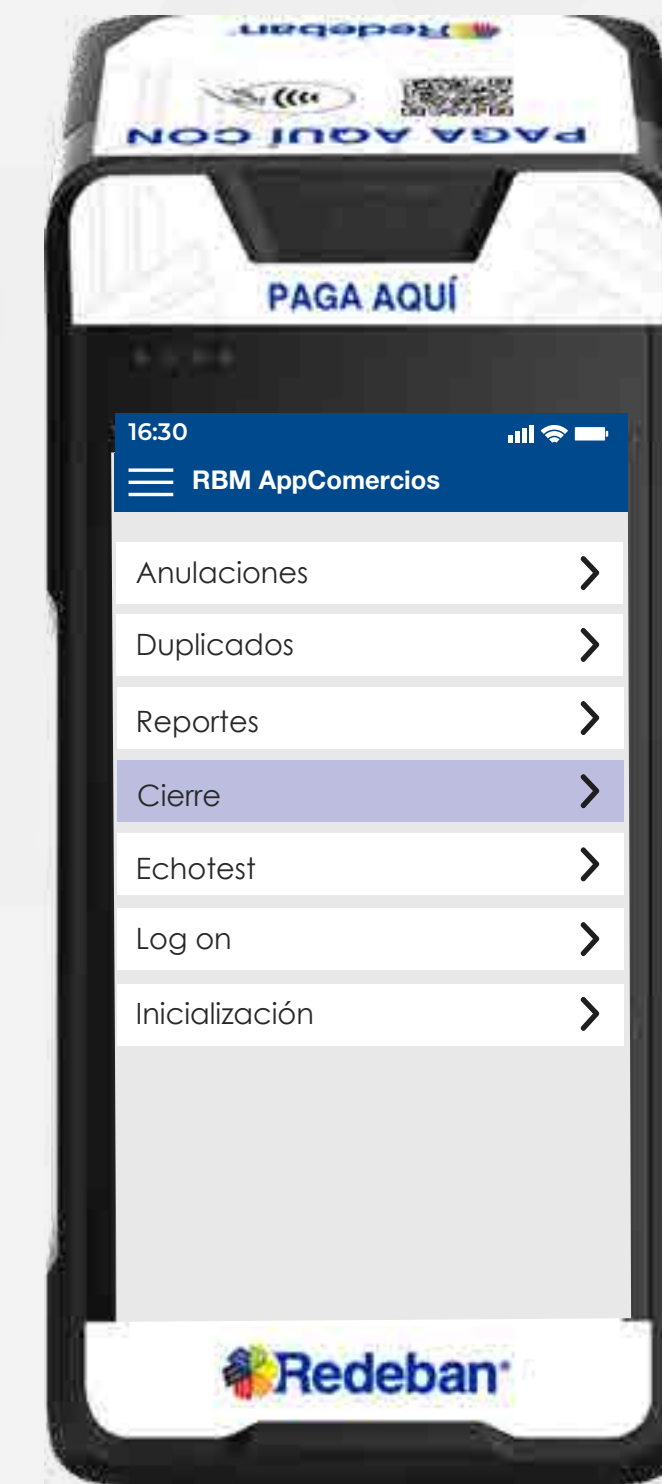 Redeban
PAGA AQUÍ CON
PAGA AQUÍ
16:30
RBM AppComercios
Anulaciones
Duplicados
Reportes
Cierre
Echotest
Log on
Inicialización
Redeban